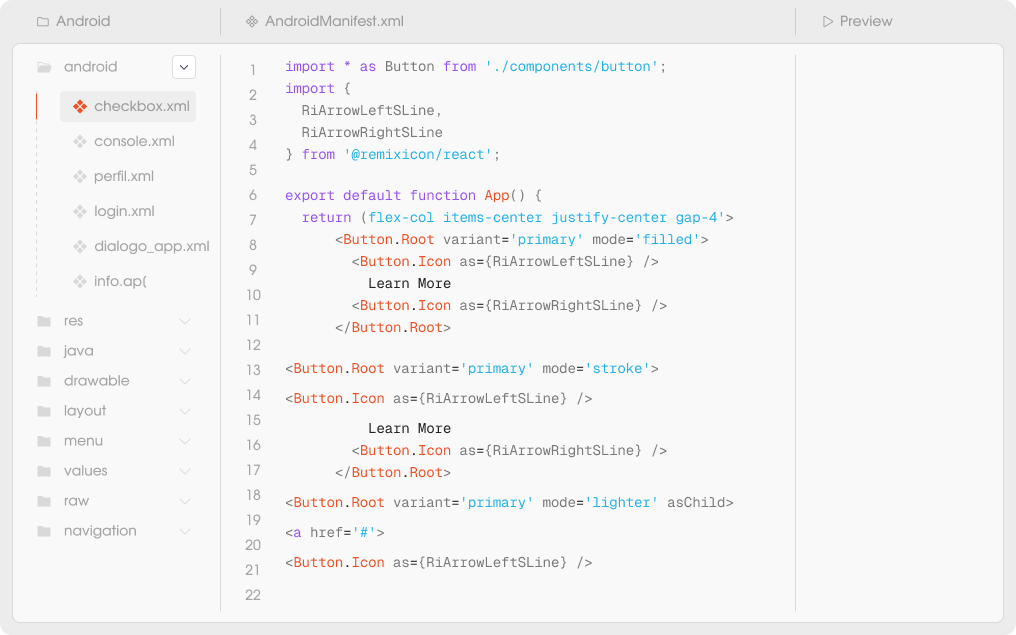 Android
AndroidManifest.xml
Preview
android
checkbox.xml
console.xml
perfil.xml
login.xml
dialogo_app.xml
info.ap(
res
java
drawable
layout
menu
values
raw
navigation
1
2
3
4
5
6
7
8
9
10
11
12
13
14
15
16
17
18
19
20
21
22
import * as Button from './components/button';
import {
  RiArrowLeftSLine,
  RiArrowRightSLine
} from '@remixicon/react';
export default function App() {
  return (flex-col items-center justify-center gap-4'>
      <Button.Root variant='primary' mode='filled'>
        <Button.Icon as={RiArrowLeftSLine} />
          Learn More
        <Button.Icon as={RiArrowRightSLine} />
      </Button.Root>
<Button.Root variant='primary' mode='stroke'>
<Button.Icon as={RiArrowLeftSLine} />
          Learn More
        <Button.Icon as={RiArrowRightSLine} />
      </Button.Root>
<Button.Root variant='primary' mode='lighter' asChild>
<a href='#'>
<Button.Icon as={RiArrowLeftSLine} />